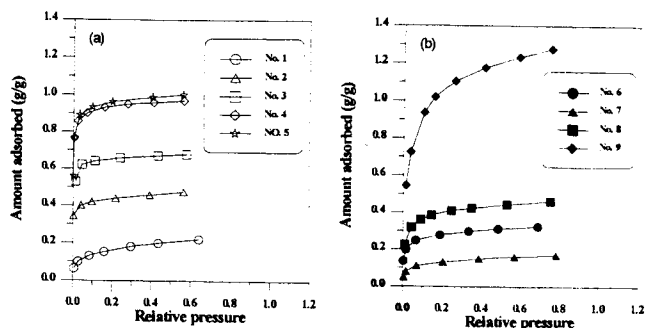 (a)
No. 1
No. 2
No. 3
No. 4
NO. 5
Amount adsorbed (g/g)
1.4
1.2
1.0
0.8
0.6
0.4
0.2
0.0
0.0 0.2 0.4 0.6 0.8 1.0 1.2
Relative pressure
(b)
No. 6
No. 7
No. 8
No. 9
Amount adsorbed (g/g)
1.4
1.2
1.0
0.8
0.6
0.4
0.2
0.0
0.0 0.2 0.4 0.6 0.8 1.0 1.2
Relative pressure